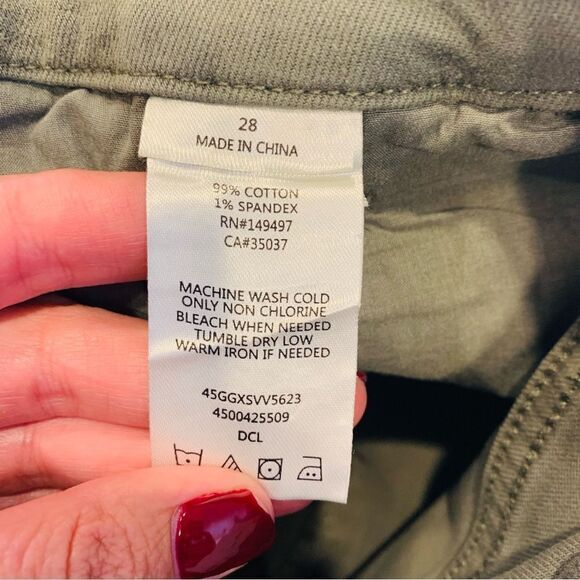 28
MADE IN CHINA
99% COTTON
1% SPANDEX
RN#149497
CA#35037
MACHINE WASH COLD
ONLY NON CHLORINE
BLEACH WHEN NEEDED
TUMBLE DRY LOW
WARM IRON IF NEEDED
45GGXSVV5623
4500425509
DCL